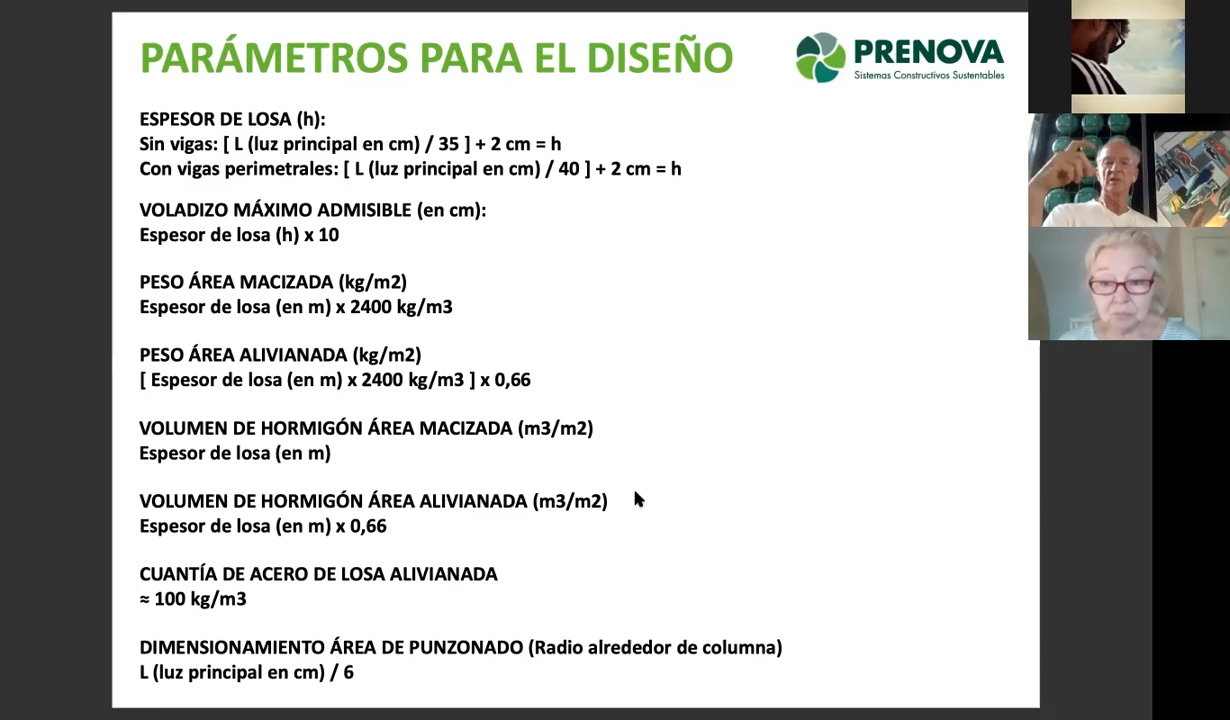 PARÁMETROS PARA EL DISEÑO
PRENOVA
Sistemas Constructivos Sustentables
ESPESOR DE LOSA (h):
Sin vigas: [ L (luz principal en cm) / 35 ] + 2 cm = h
Con vigas perimetrales: [ L (luz principal en cm) / 40 ] + 2 cm = h
VOLADIZO MÁXIMO ADMISIBLE (en cm):
Espesor de losa (h) x 10
PESO ÁREA MACIZADA (kg/m2)
Espesor de losa (en m) x 2400 kg/m3
PESO ÁREA ALIVIANADA (kg/m2)
[ Espesor de losa (en m) x 2400 kg/m3 ] x 0,66
VOLUMEN DE HORMIGÓN ÁREA MACIZADA (m3/m2)
Espesor de losa (en m)
VOLUMEN DE HORMIGÓN ÁREA ALIVIANADA (m3/m2)
Espesor de losa (en m) x 0,66
CUANTÍA DE ACERO DE LOSA ALIVIANADA
≈ 100 kg/m3
DIMENSIONAMIENTO ÁREA DE PUNZONADO (Radio alrededor de columna)
L (luz principal en cm) / 6